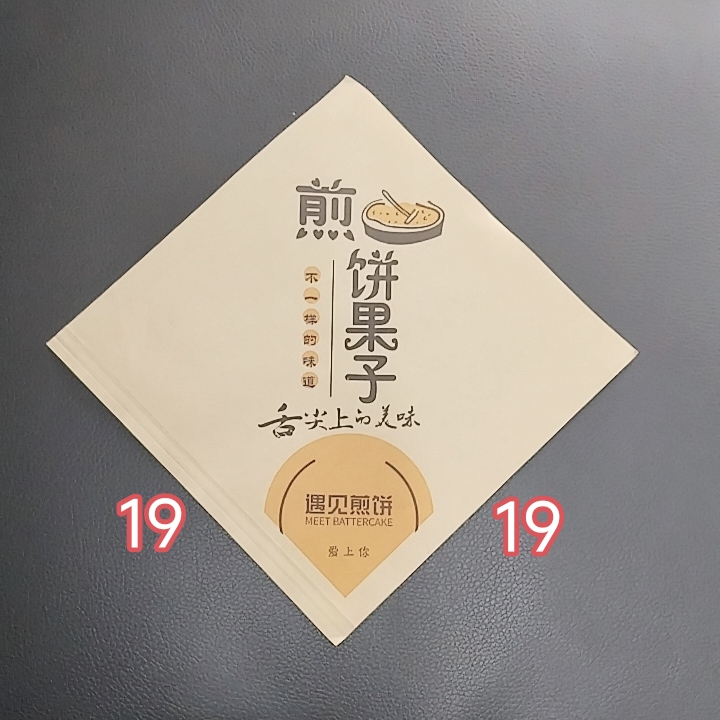 煎
饼果子
不一样的味道
舌尖上的美味
遇见煎饼
MEET BATTERCAKE
爱上你
19
19